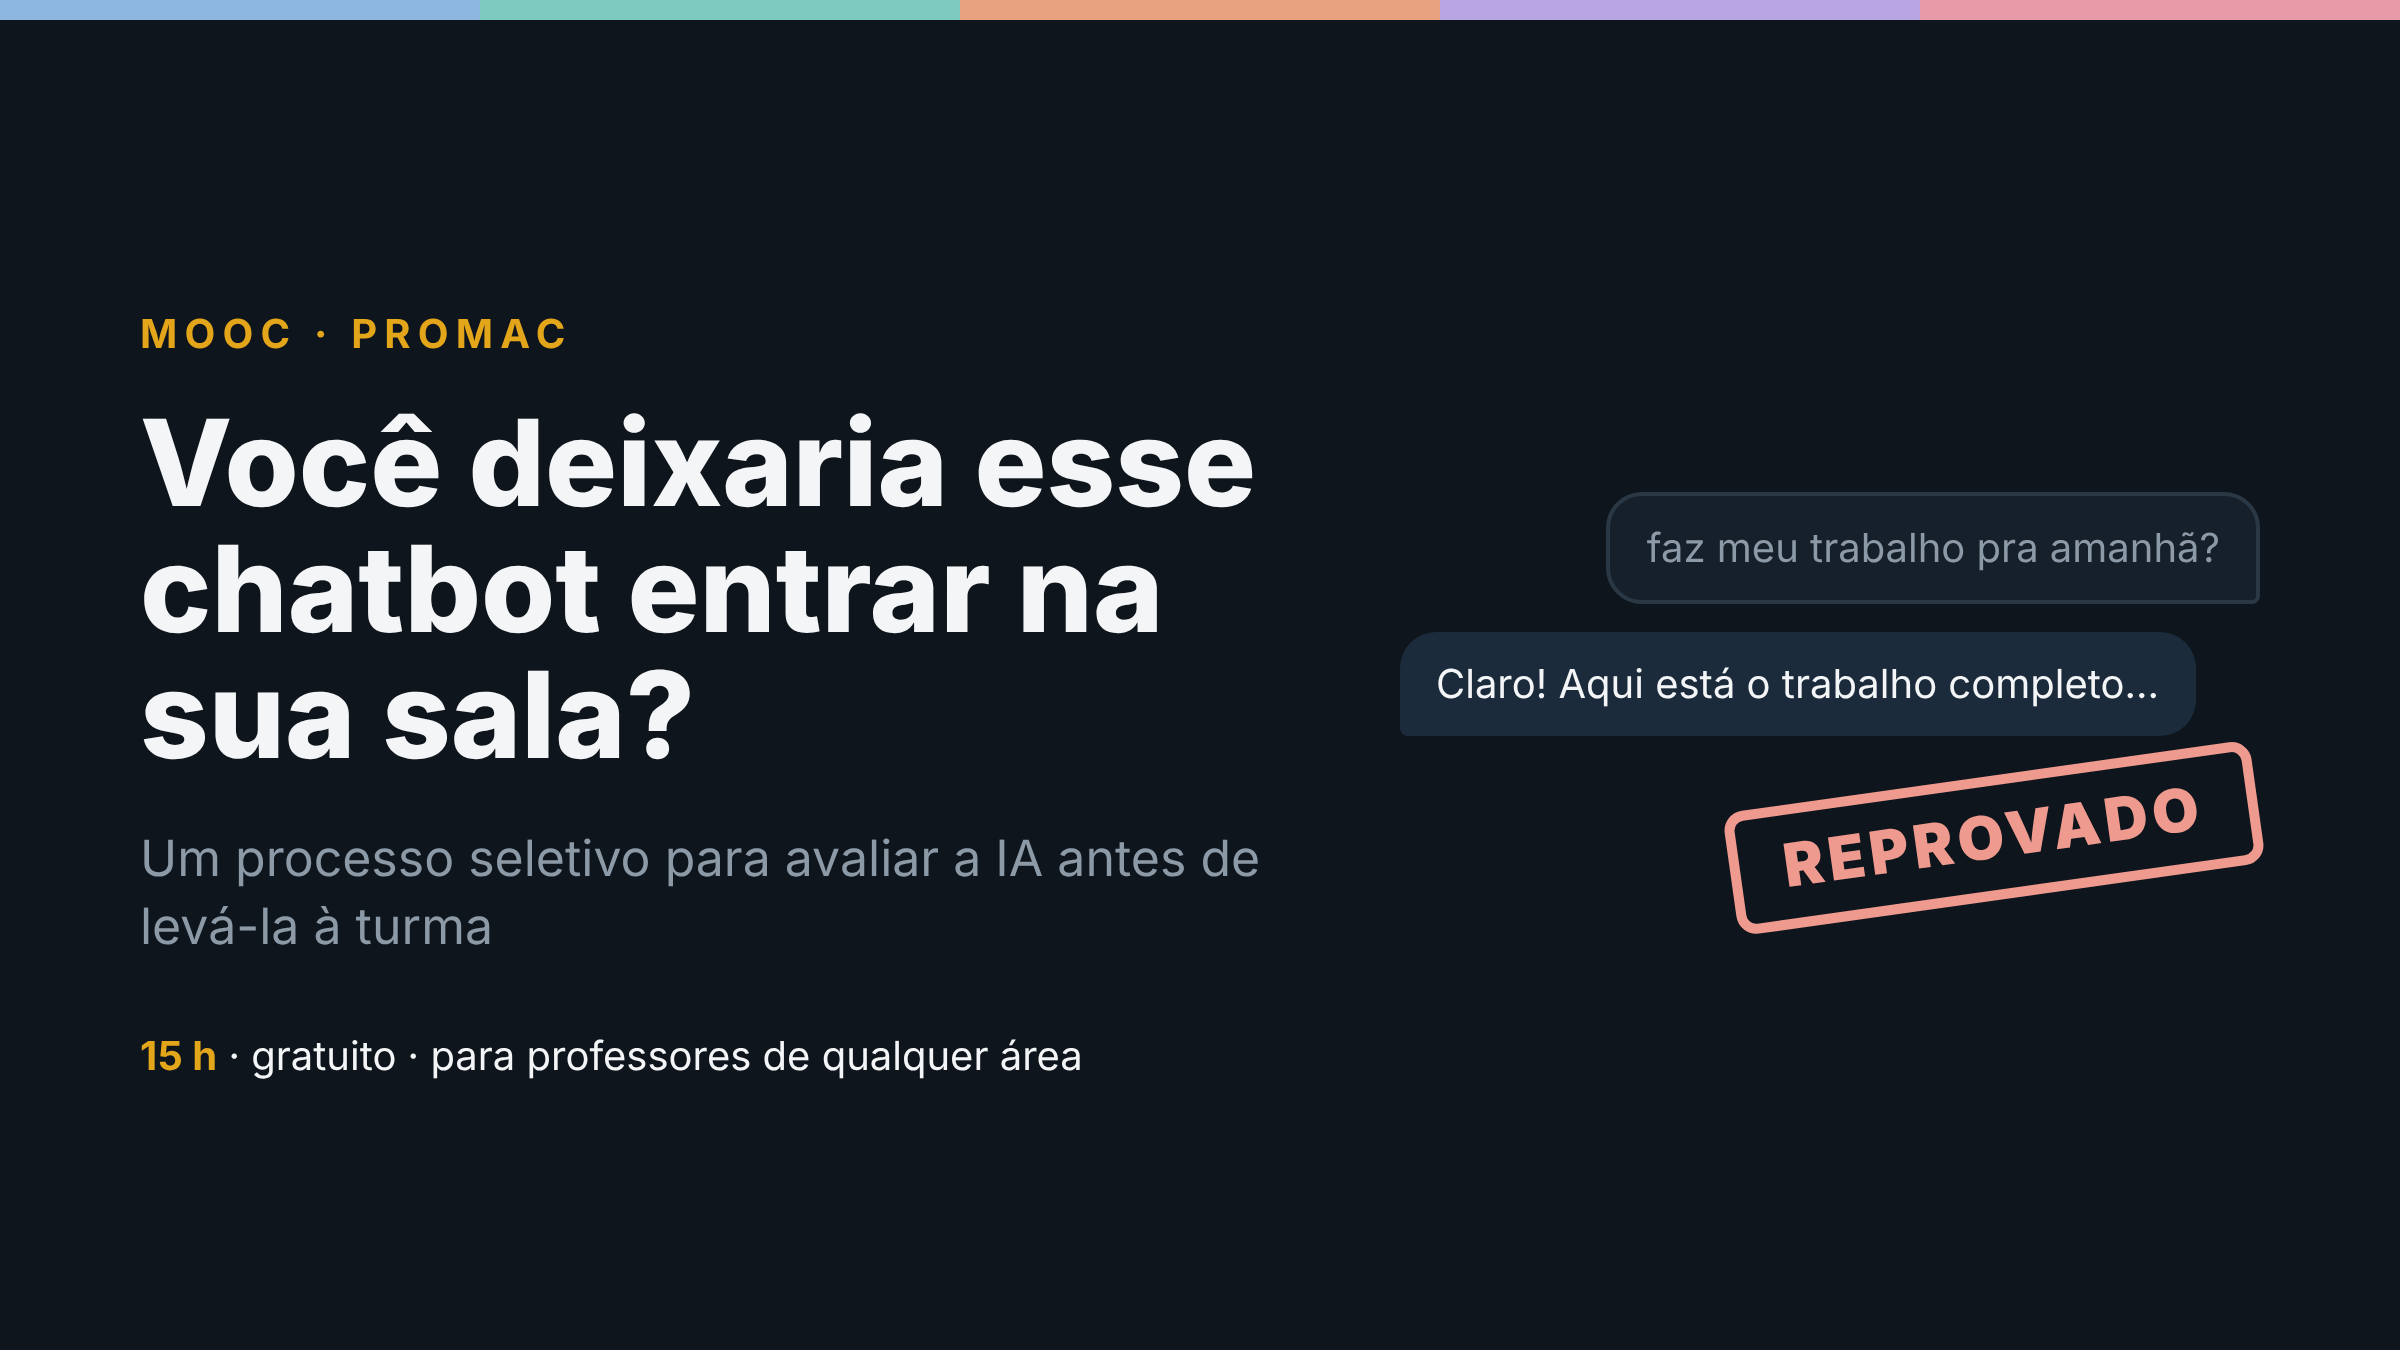 MOOC · PROMAC
Você deixaria esse
chatbot entrar na
sua sala?
Um processo seletivo para avaliar a IA antes de
levá-la à turma
15 h · gratuito · para professores de qualquer área
faz meu trabalho pra amanhã?
Claro! Aqui está o trabalho completo...
REPROVADO